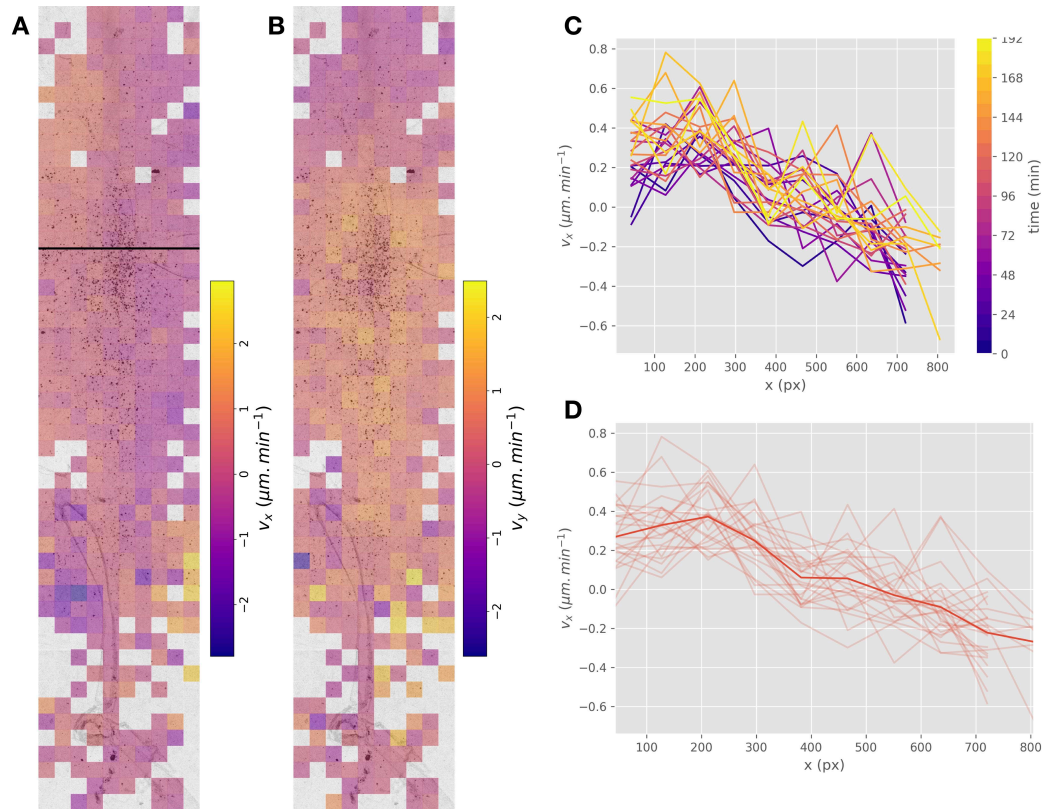 A
B
C
D
2
1
0
−1
−2
v_x (μm. min⁻¹)
2
1
0
−1
−2
v_y (μm. min⁻¹)
0.8
0.6
0.4
0.2
0.0
−0.2
−0.4
−0.6
v_x (μm. min⁻¹)
100 200 300 400 500 600 700 800
x (px)
192
168
144
120
96
72
48
24
0
time (min)
0.8
0.6
0.4
0.2
0.0
−0.2
−0.4
−0.6
v_x (μm. min⁻¹)
100 200 300 400 500 600 700 800
x (px)